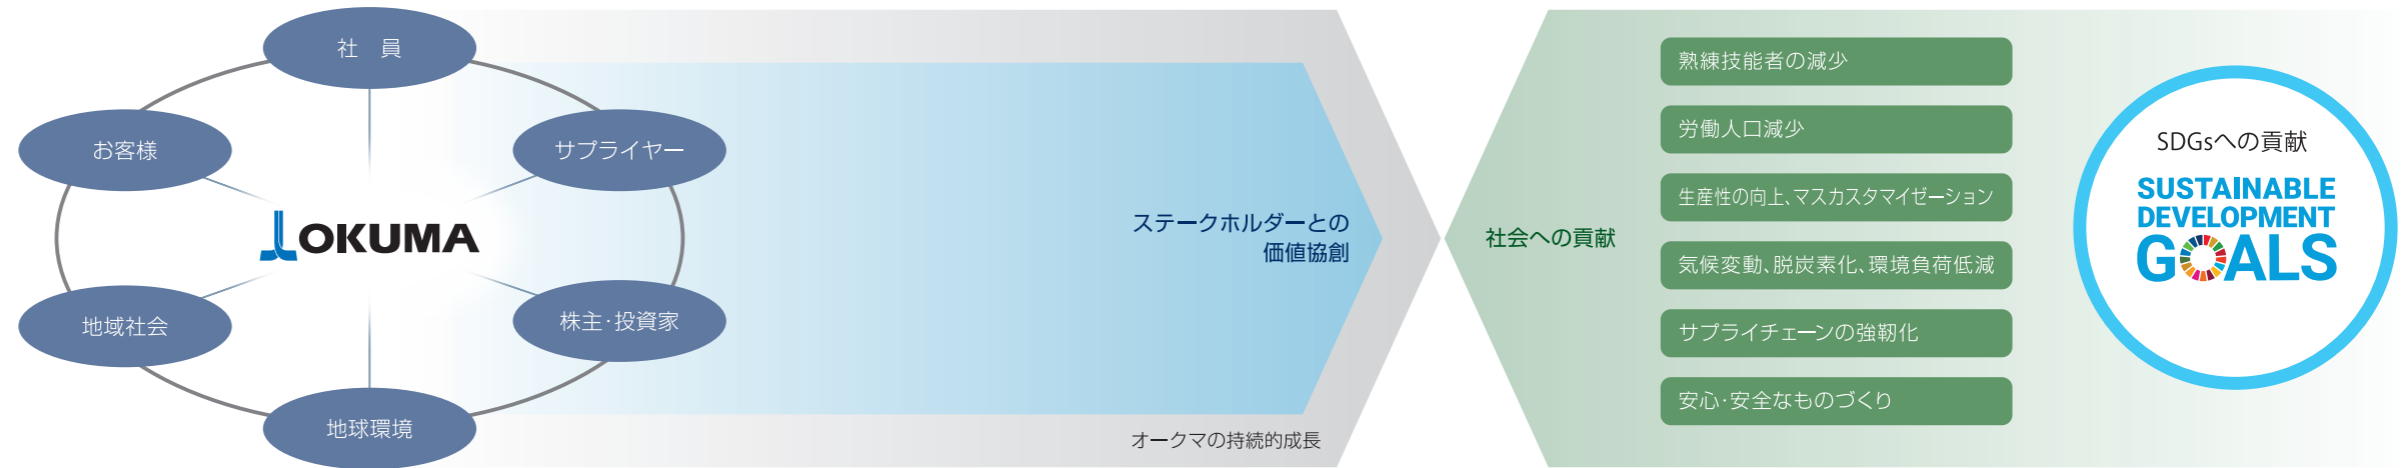 社　員
お客様
サプライヤー
OKUMA
地域社会
株主・投資家
地球環境
ステークホルダーとの
価値協創
オークマの持続的成長
社会への貢献
熟練技能者の減少
労働人口減少
生産性の向上、マスカスタマイゼーション
気候変動、脱炭素化、環境負荷低減
サプライチェーンの強靭化
安心・安全なものづくり
SDGsへの貢献
SUSTAINABLE
DEVELOPMENT
GOALS